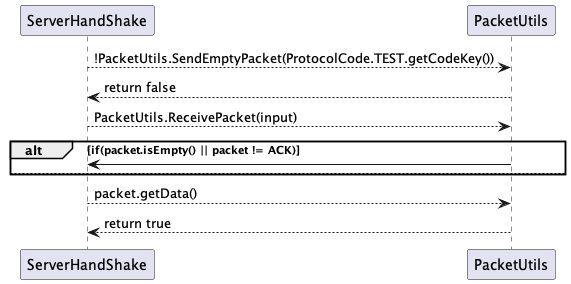 ServerHandShake PacketUtils
!PacketUtils.SendEmptyPacket(ProtocolCode.TEST.getCodeKey())
return false
PacketUtils.ReceivePacket(input)
alt [if(packet.isEmpty() || packet != ACK)]
packet.getData()
return true
ServerHandShake PacketUtils